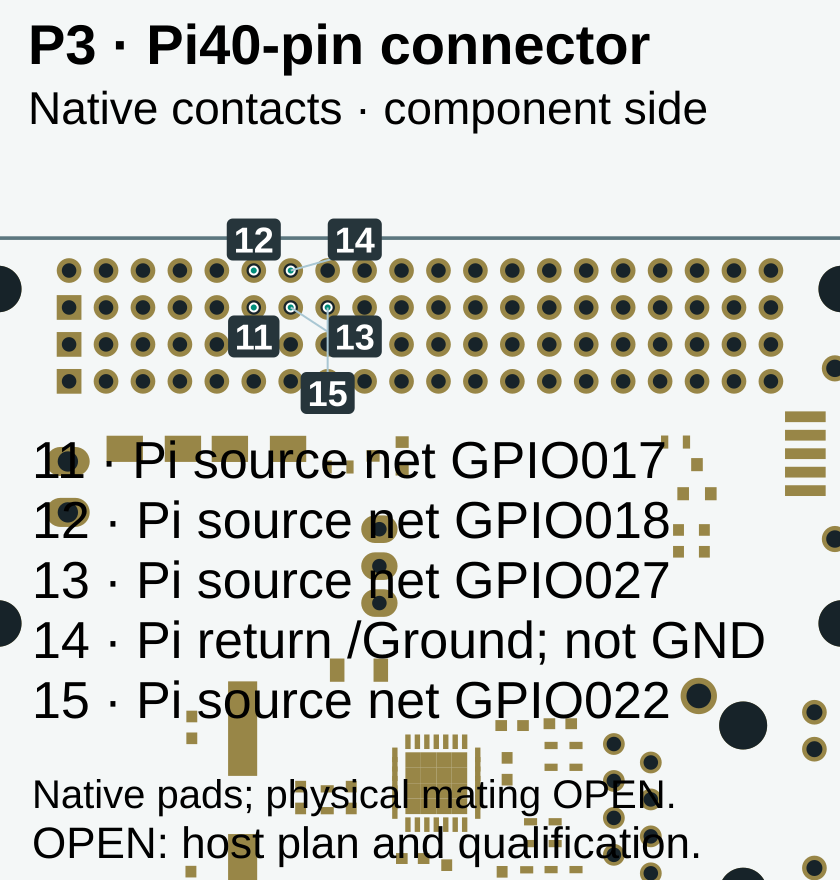 P3 · Pi40-pin connector
Native contacts · component side
12 14
11 13
15
11 · Pi source net GPIO017
12 · Pi source net GPIO018
13 · Pi source net GPIO027
14 · Pi return /Ground; not GND
15 · Pi source net GPIO022
Native pads; physical mating OPEN.
OPEN: host plan and qualification.